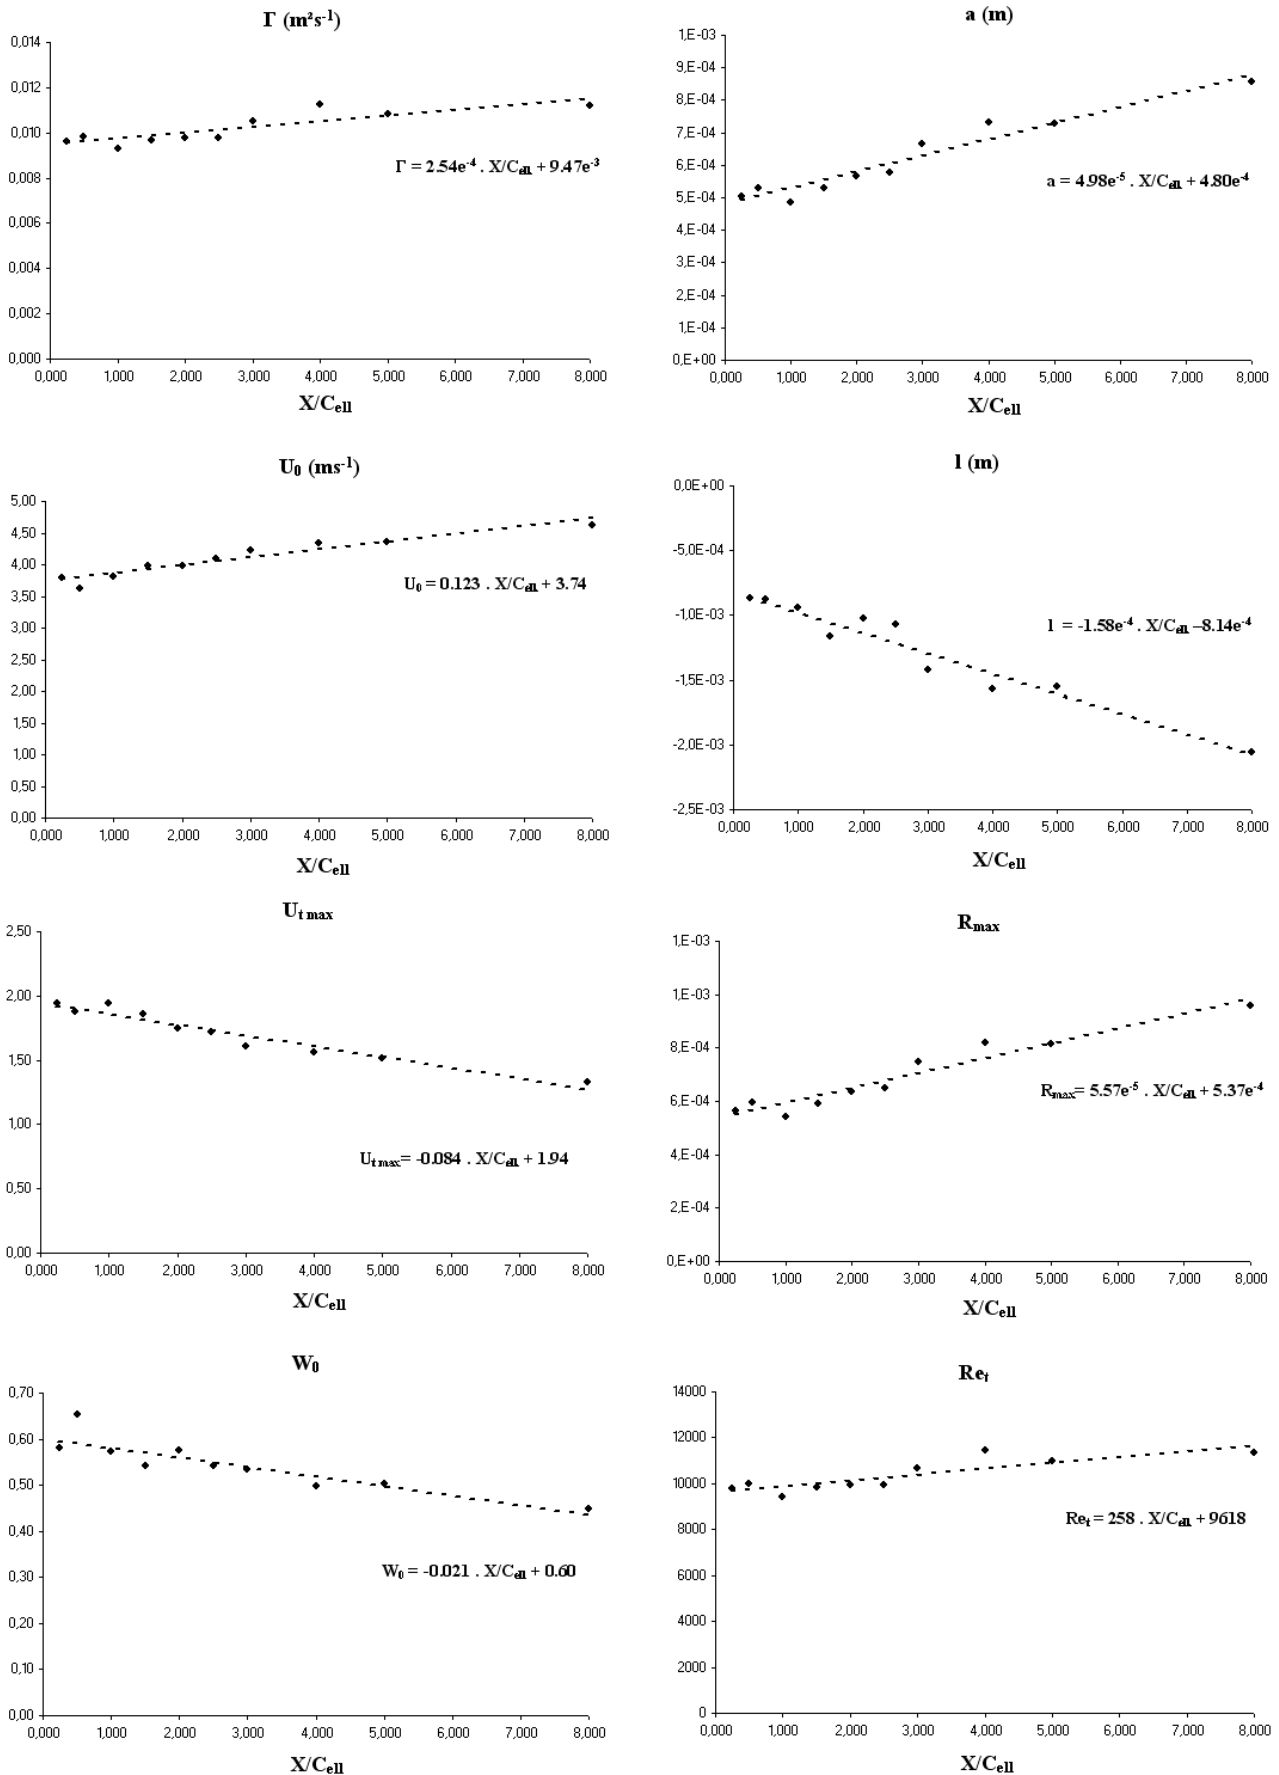 Γ (m²s⁻¹)
0,014
0,012
0,010
0,008
0,006
0,004
0,002
0,000
Γ = 2.54e⁻⁴ . X/Cell + 9.47e⁻³
0,000 1,000 2,000 3,000 4,000 5,000 6,000 7,000 8,000
X/Cell
a (m)
1,E-03
9,E-04
8,E-04
7,E-04
6,E-04
5,E-04
4,E-04
3,E-04
2,E-04
1,E-04
0,E+00
a = 4.98e⁻⁵ . X/Cell + 4.80e⁻⁴
0,000 1,000 2,000 3,000 4,000 5,000 6,000 7,000 8,000
X/Cell
U₀ (ms⁻¹)
5,00
4,50
4,00
3,50
3,00
2,50
2,00
1,50
1,00
0,50
0,00
U₀ = 0.123 . X/Cell + 3.74
0,000 1,000 2,000 3,000 4,000 5,000 6,000 7,000 8,000
X/Cell
l (m)
0,0E+00
-5,0E-04
-1,0E-03
-1,5E-03
-2,0E-03
-2,5E-03
l = -1.58e⁻⁴ . X/Cell –8.14e⁻⁴
0,000 1,000 2,000 3,000 4,000 5,000 6,000 7,000 8,000
X/Cell
Ut max
2,50
2,00
1,50
1,00
0,50
0,00
Ut max= -0.084 . X/Cell + 1.94
0,000 1,000 2,000 3,000 4,000 5,000 6,000 7,000 8,000
X/Cell
Rmax
1,E-03
1,E-03
8,E-04
6,E-04
4,E-04
2,E-04
0,E+00
Rmax= 5.57e⁻⁵ . X/Cell + 5.37e⁻⁴
0,000 1,000 2,000 3,000 4,000 5,000 6,000 7,000 8,000
X/Cell
W₀
0,70
0,60
0,50
0,40
0,30
0,20
0,10
0,00
W₀ = -0.021 . X/Cell + 0.60
0,000 1,000 2,000 3,000 4,000 5,000 6,000 7,000 8,000
X/Cell
Ret
14000
12000
10000
8000
6000
4000
2000
0
Ret = 258 . X/Cell + 9618
0,000 1,000 2,000 3,000 4,000 5,000 6,000 7,000 8,000
X/Cell